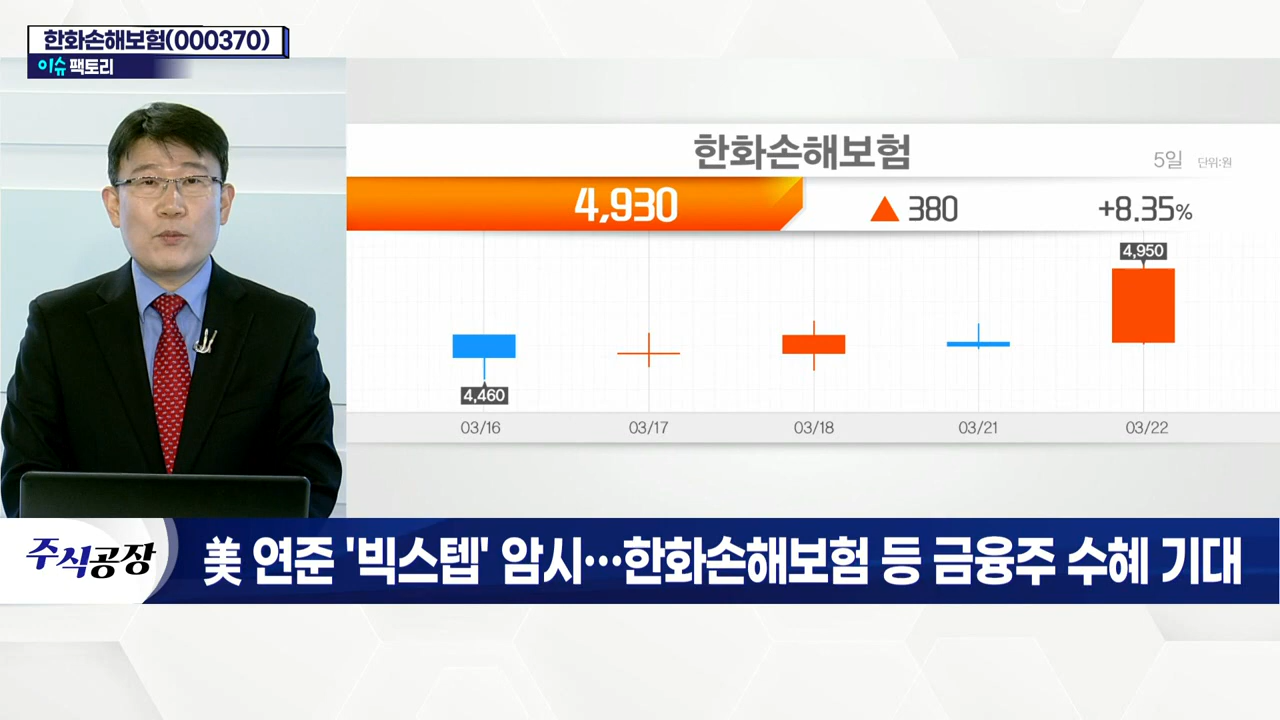 한화손해보험(000370)
이슈 팩토리
한화손해보험
5일 단위:원
4,930 ▲ 380 +8.35%
4,950
4,460
03/16 03/17 03/18 03/21 03/22
주식공장
美 연준 '빅스텝' 암시…한화손해보험 등 금융주 수혜 기대